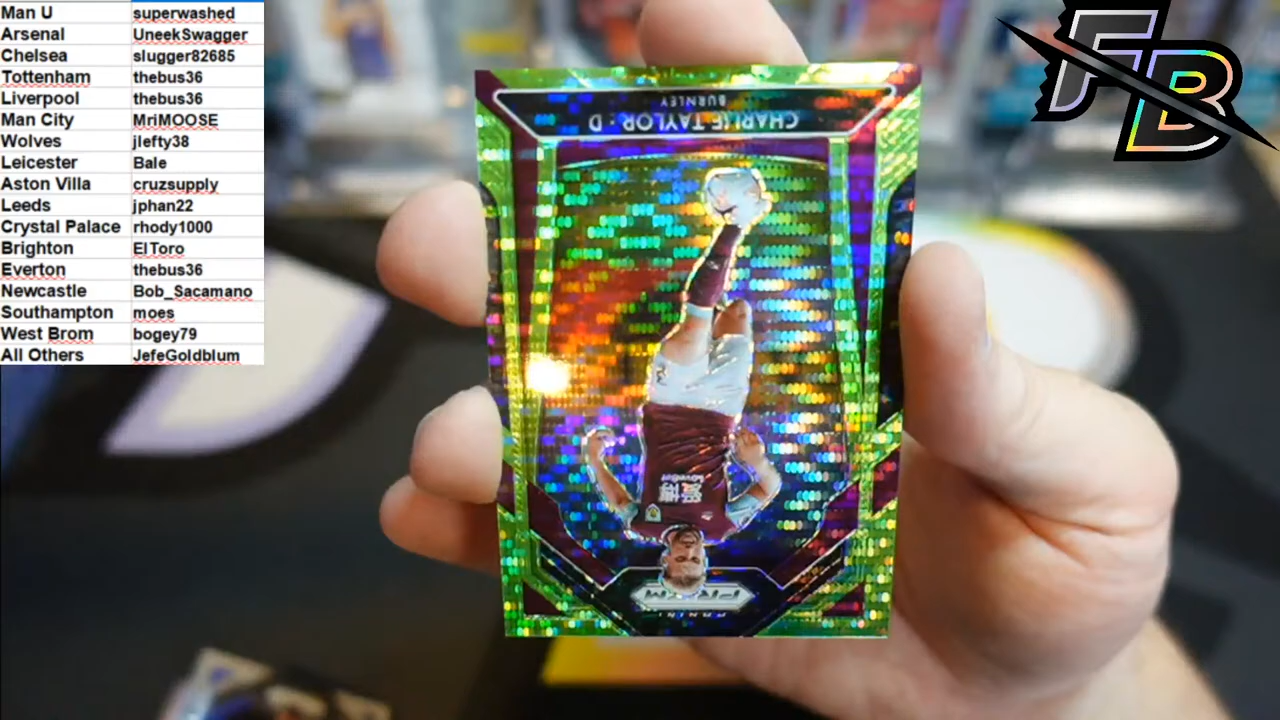 Man U superwashed
Arsenal UneekSwagger
Chelsea slugger82685
Tottenham thebus36
Liverpool thebus36
Man City MriMOOSE
Wolves jlefty38
Leicester Bale
Aston Villa cruzsupply
Leeds jphan22
Crystal Palace rhody1000
Brighton ElToro
Everton thebus36
Newcastle Bob_Sacamano
Southampton moes
West Brom bogey79
All Others JefeGoldblum
FB
BURNLEY
CHARLIE TAYLOR · D
PRIZM
PANINI